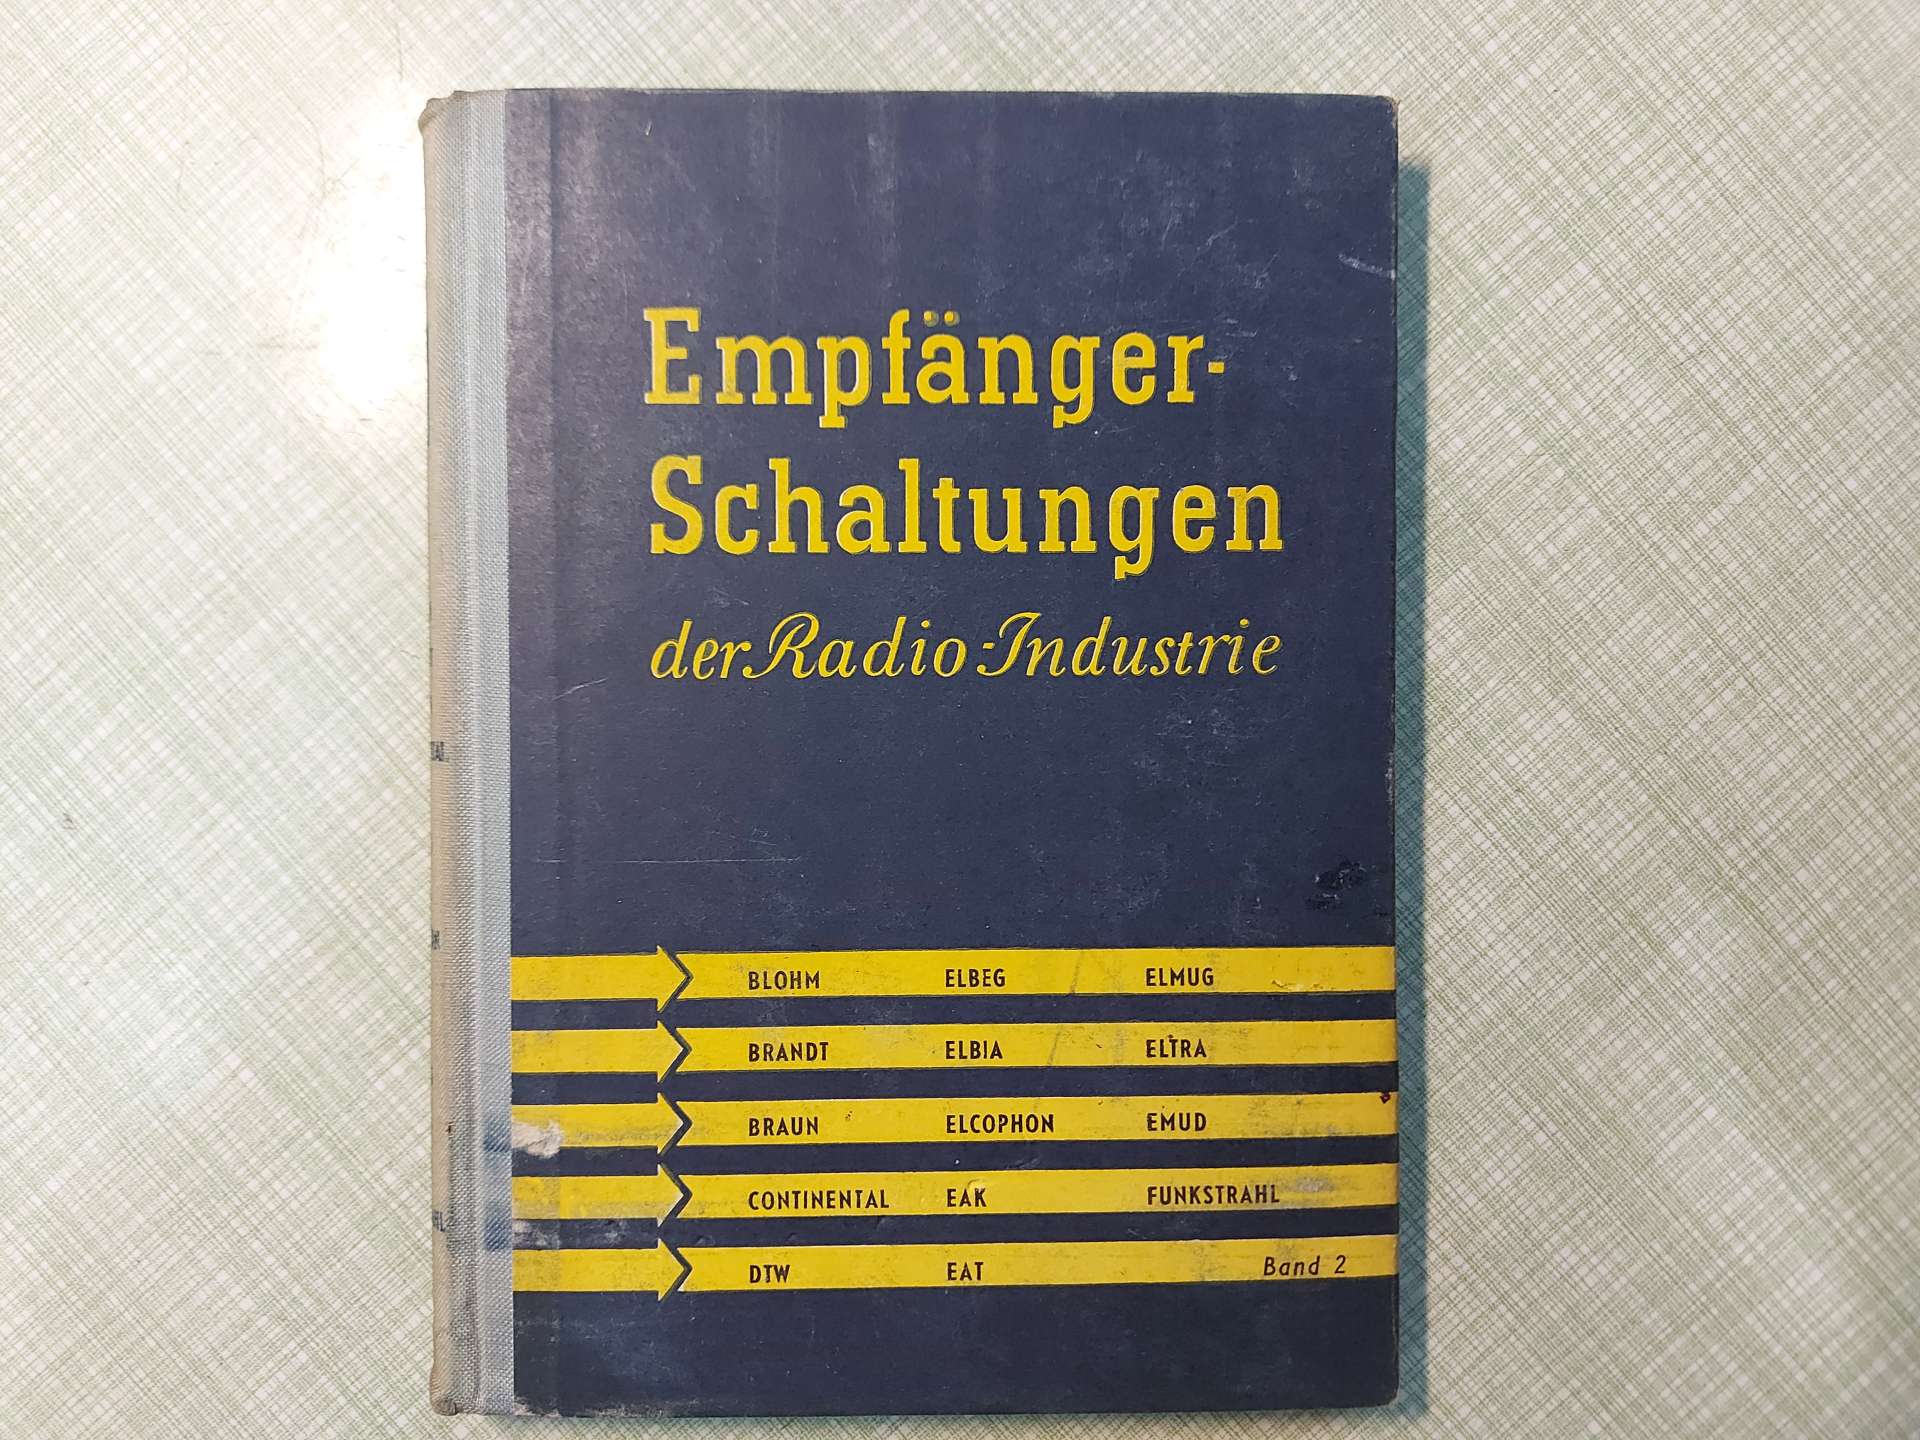 Empfänger-
Schaltungen
der Radio-Industrie
BLOHM ELBEG ELMUG
BRANDT ELBIA ELTRA
BRAUN ELCOPHON EMUD
CONTINENTAL EAK FUNKSTRAHL
DTW EAT Band 2